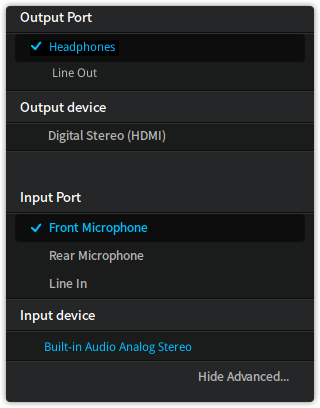 Output Port
Headphones
Line Out
Output device
Digital Stereo (HDMI)
Input Port
Front Microphone
Rear Microphone
Line In
Input device
Built-in Audio Analog Stereo
Hide Advanced...